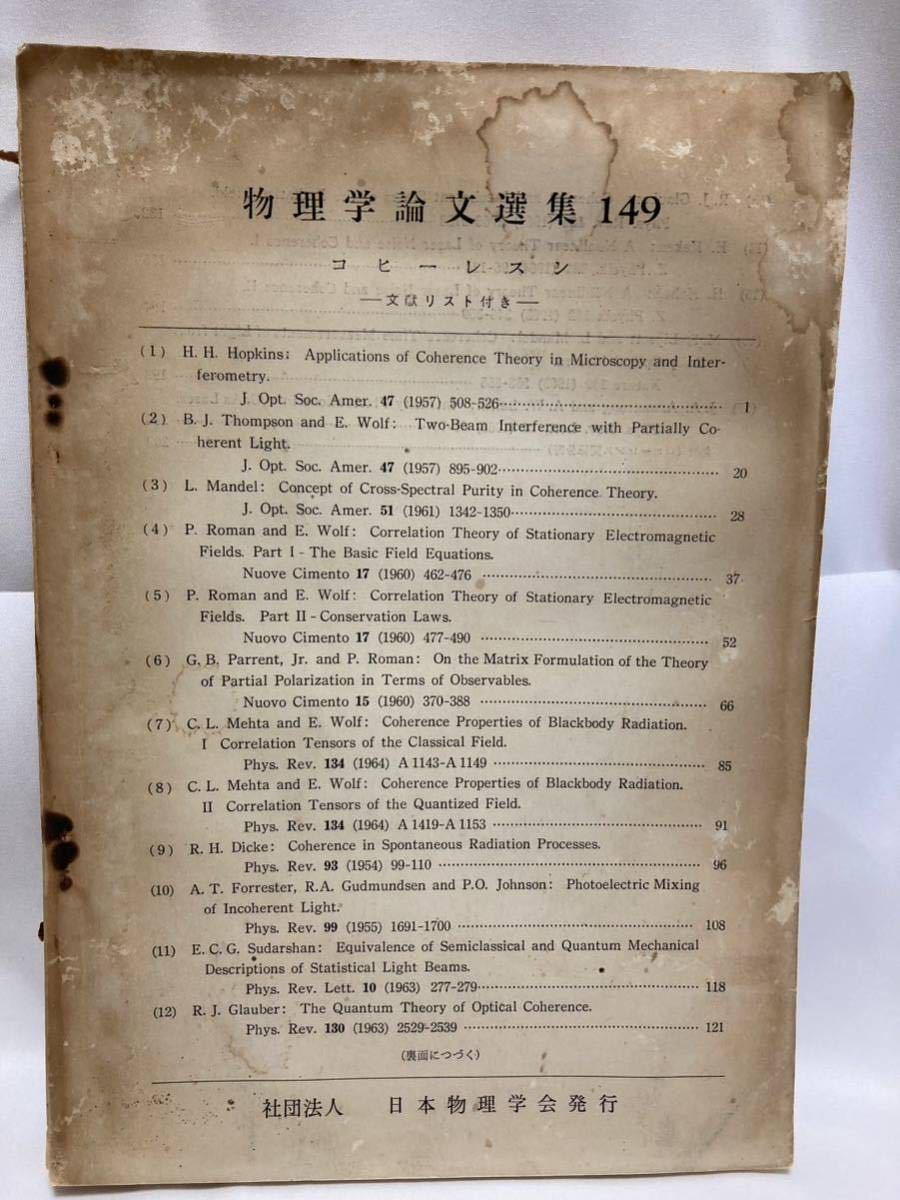 物理学論文選集 149
コヒーレスン
―文献リスト付き―
(1) H. H. Hopkins: Applications of Coherence Theory in Microscopy and Inter-
ferometry.
J. Opt. Soc. Amer. 47 (1957) 508-526 1
(2) B. J. Thompson and E. Wolf: Two-Beam Interference with Partially Co-
herent Light.
J. Opt. Soc. Amer. 47 (1957) 895-902 20
(3) L. Mandel: Concept of Cross-Spectral Purity in Coherence Theory.
J. Opt. Soc. Amer. 51 (1961) 1342-1350 28
(4) P. Roman and E. Wolf: Correlation Theory of Stationary Electromagnetic
Fields. Part I - The Basic Field Equations.
Nuove Cimento 17 (1960) 462-476 37
(5) P. Roman and E. Wolf: Correlation Theory of Stationary Electromagnetic
Fields. Part II - Conservation Laws.
Nuovo Cimento 17 (1960) 477-490 52
(6) G. B. Parrent, Jr. and P. Roman: On the Matrix Formulation of the Theory
of Partial Polarization in Terms of Observables.
Nuovo Cimento 15 (1960) 370-388 66
(7) C. L. Mehta and E. Wolf: Coherence Properties of Blackbody Radiation.
I Correlation Tensors of the Classical Field.
Phys. Rev. 134 (1964) A 1143-A 1149 85
(8) C. L. Mehta and E. Wolf: Coherence Properties of Blackbody Radiation.
II Correlation Tensors of the Quantized Field.
Phys. Rev. 134 (1964) A 1419-A 1153 91
(9) R. H. Dicke: Coherence in Spontaneous Radiation Processes.
Phys. Rev. 93 (1954) 99-110 96
(10) A. T. Forrester, R.A. Gudmundsen and P.O. Johnson: Photoelectric Mixing
of Incoherent Light.
Phys. Rev. 99 (1955) 1691-1700 108
(11) E. C. G. Sudarshan: Equivalence of Semiclassical and Quantum Mechanical
Descriptions of Statistical Light Beams.
Phys. Rev. Lett. 10 (1963) 277-279 118
(12) R. J. Glauber: The Quantum Theory of Optical Coherence.
Phys. Rev. 130 (1963) 2529-2539 121
(裏面につづく)
社団法人 日本物理学会発行